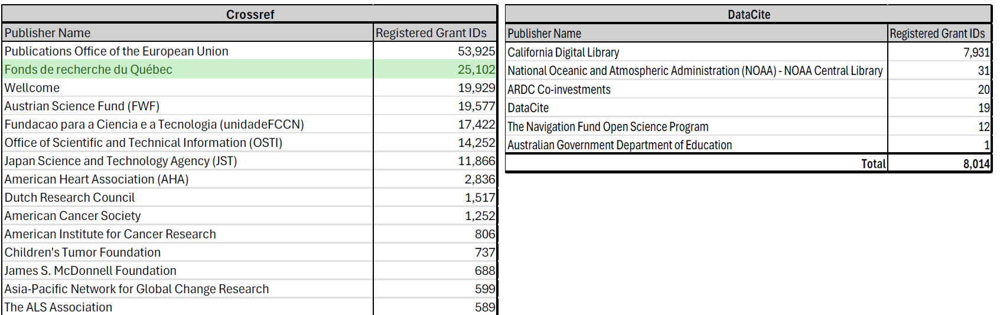 Crossref
Publisher Name Registered Grant IDs
Publications Office of the European Union 53,925
Fonds de recherche du Québec 25,102
Wellcome 19,929
Austrian Science Fund (FWF) 19,577
Fundacao para a Ciencia e a Tecnologia (unidadeFCCN) 17,422
Office of Scientific and Technical Information (OSTI) 14,252
Japan Science and Technology Agency (JST) 11,866
American Heart Association (AHA) 2,836
Dutch Research Council 1,517
American Cancer Society 1,252
American Institute for Cancer Research 806
Children's Tumor Foundation 737
James S. McDonnell Foundation 688
Asia-Pacific Network for Global Change Research 599
The ALS Association 589
DataCite
Publisher Name Registered Grant IDs
California Digital Library 7,931
National Oceanic and Atmospheric Administration (NOAA) - NOAA Central Library 31
ARDC Co-investments 20
DataCite 19
The Navigation Fund Open Science Program 12
Australian Government Department of Education 1
Total 8,014